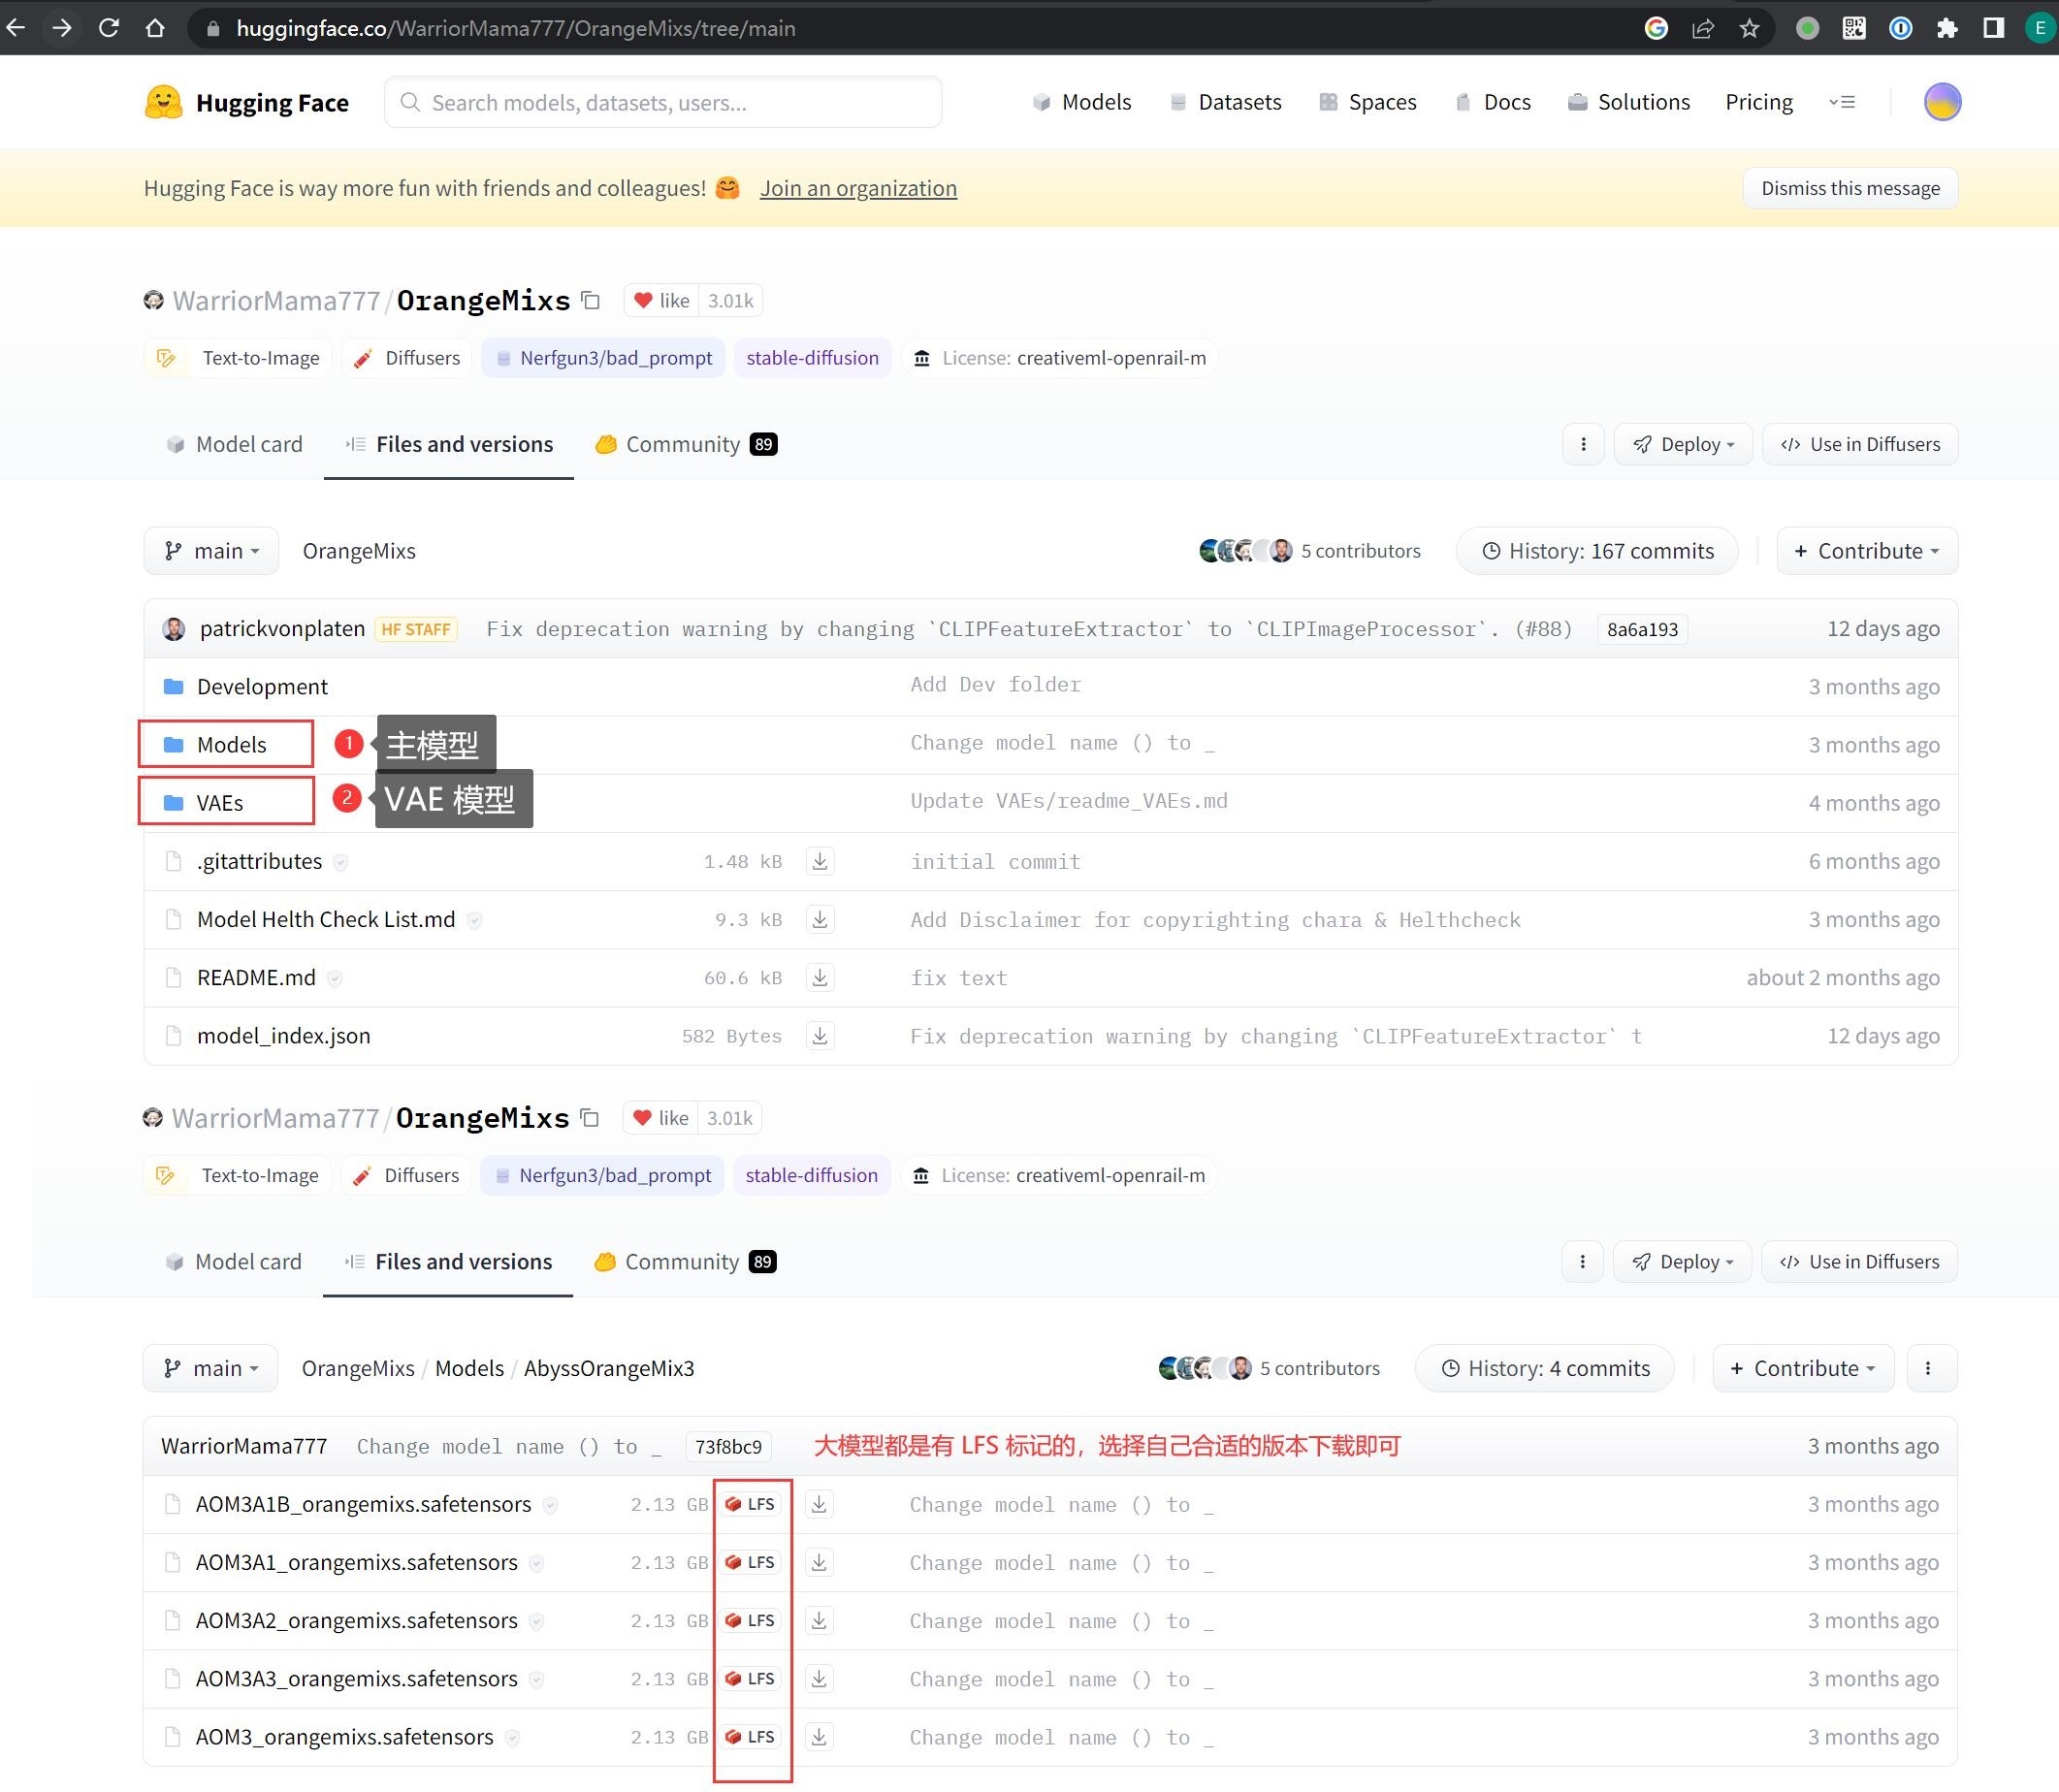 huggingface.co/WarriorMama777/OrangeMixs/tree/main E
Hugging Face Search models, datasets, users... Models Datasets Spaces Docs Solutions Pricing
Hugging Face is way more fun with friends and colleagues! 🤗 Join an organization Dismiss this message
WarriorMama777/OrangeMixs like 3.01k
Text-to-Image Diffusers Nerfgun3/bad_prompt stable-diffusion License: creativeml-openrail-m
Model card Files and versions Community 89 Deploy Use in Diffusers
main OrangeMixs 5 contributors History: 167 commits + Contribute
patrickvonplaten HF STAFF Fix deprecation warning by changing `CLIPFeatureExtractor` to `CLIPImageProcessor`. (#88) 8a6a193 12 days ago
Development Add Dev folder 3 months ago
Models 1 主模型 Change model name () to _ 3 months ago
VAEs 2 VAE 模型 Update VAEs/readme_VAEs.md 4 months ago
.gitattributes 1.48 kB initial commit 6 months ago
Model Helth Check List.md 9.3 kB Add Disclaimer for copyrighting chara & Helthcheck 3 months ago
README.md 60.6 kB fix text about 2 months ago
model_index.json 582 Bytes Fix deprecation warning by changing `CLIPFeatureExtractor` t 12 days ago
WarriorMama777/OrangeMixs like 3.01k
Text-to-Image Diffusers Nerfgun3/bad_prompt stable-diffusion License: creativeml-openrail-m
Model card Files and versions Community 89 Deploy Use in Diffusers
main OrangeMixs / Models / AbyssOrangeMix3 5 contributors History: 4 commits + Contribute
WarriorMama777 Change model name () to _ 73f8bc9 大模型都是有 LFS 标记的，选择自己合适的版本下载即可 3 months ago
AOM3A1B_orangemixs.safetensors 2.13 GB LFS Change model name () to _ 3 months ago
AOM3A1_orangemixs.safetensors 2.13 GB LFS Change model name () to _ 3 months ago
AOM3A2_orangemixs.safetensors 2.13 GB LFS Change model name () to _ 3 months ago
AOM3A3_orangemixs.safetensors 2.13 GB LFS Change model name () to _ 3 months ago
AOM3_orangemixs.safetensors 2.13 GB LFS Change model name () to _ 3 months ago